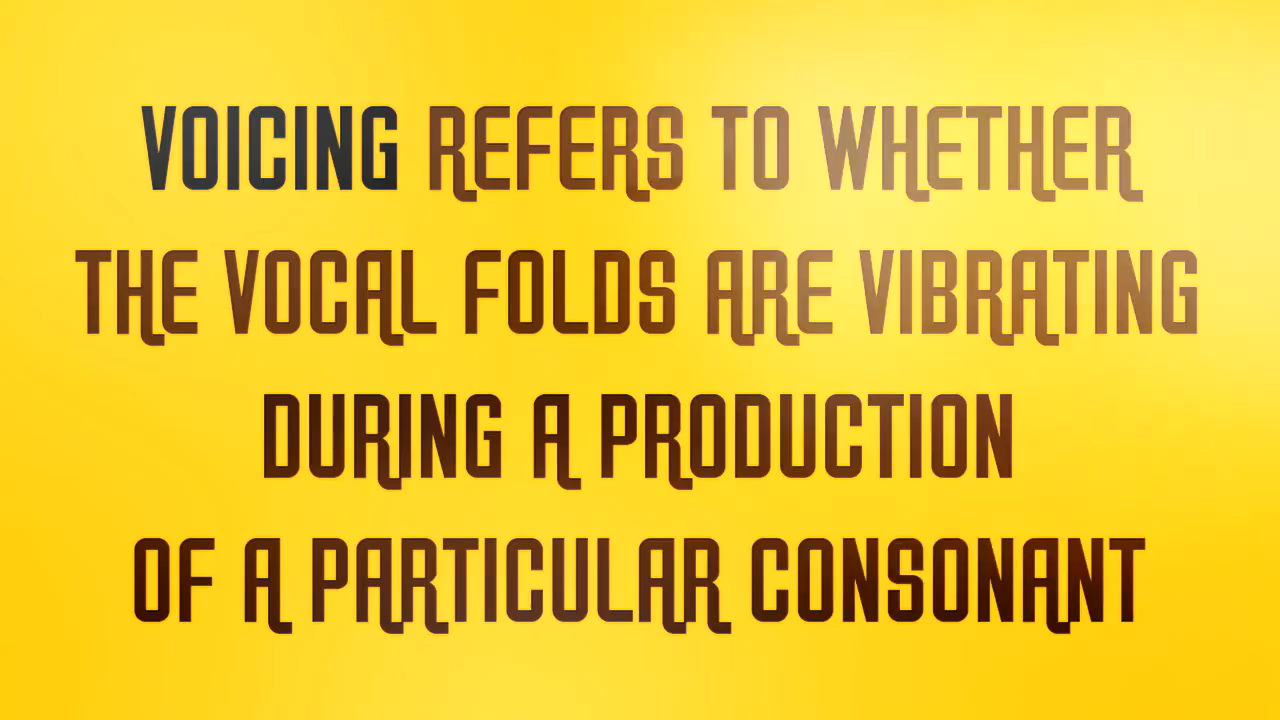 VOICING REFERS TO WHETHER
THE VOCAL FOLDS ARE VIBRATING
DURING A PRODUCTION
OF A PARTICULAR CONSONANT